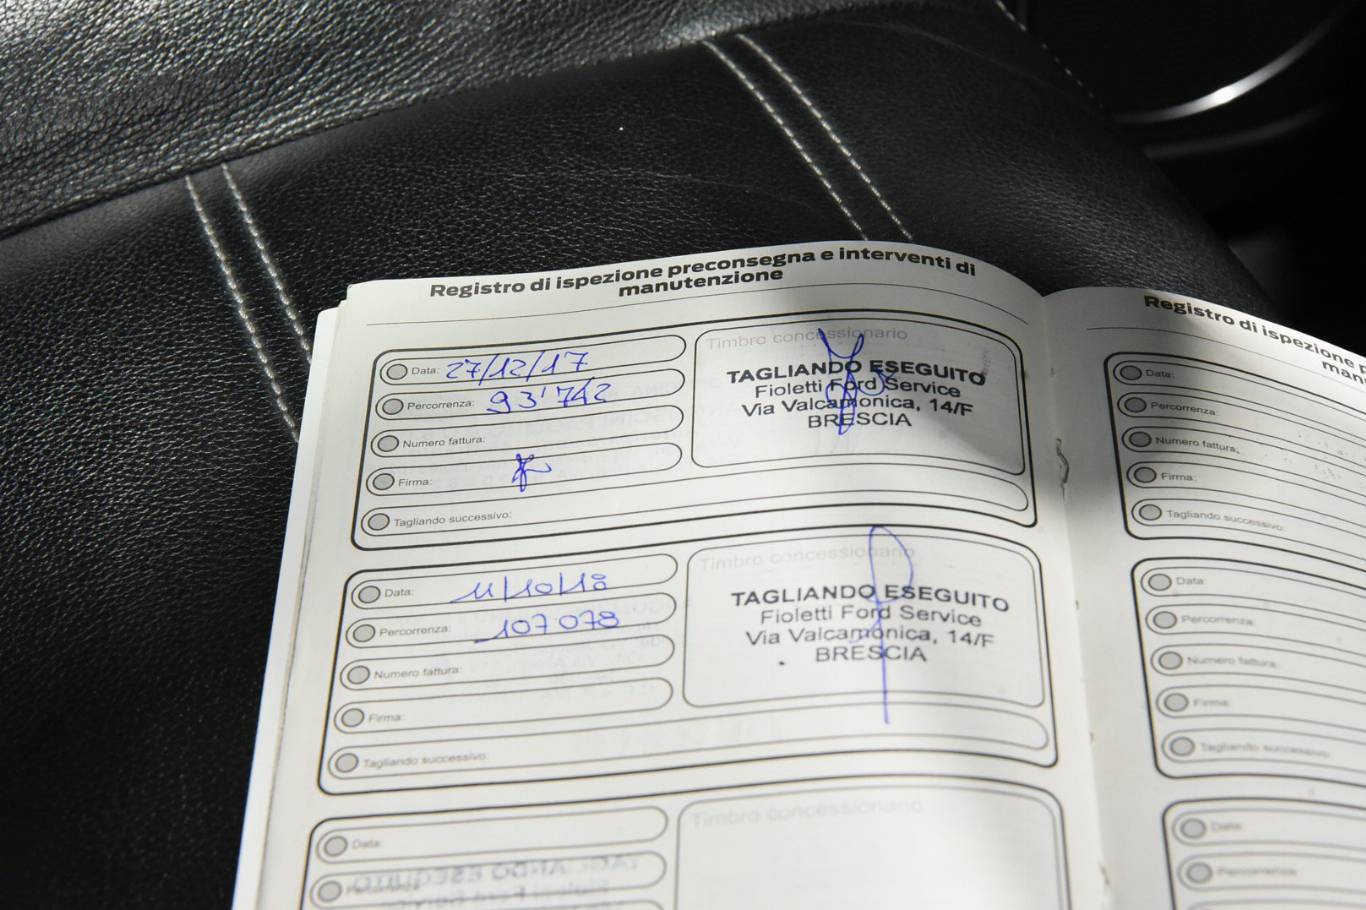 Registro di ispezione preconsegna e interventi di
manutenzione
Data: 27/12/17
Percorrenza: 93'742
Numero fattura:
Firma:
Tagliando successivo:
Timbro concessionario
TAGLIANDO ESEGUITO
Fioletti Ford Service
Via Valcamonica, 14/F
BRESCIA
Data: 11/10/18
Percorrenza: 107078
Numero fattura:
Firma:
Tagliando successivo:
Timbro concessionario
TAGLIANDO ESEGUITO
Fioletti Ford Service
Via Valcamonica, 14/F
BRESCIA
Data:
Timbro concessionario
Registro di ispezione
Data:
Percorrenza:
Numero fattura:
Firma:
Tagliando successivo:
Data:
Percorrenza:
Numero fattura:
Firma:
Tagliando successivo:
Data:
Percorrenza: